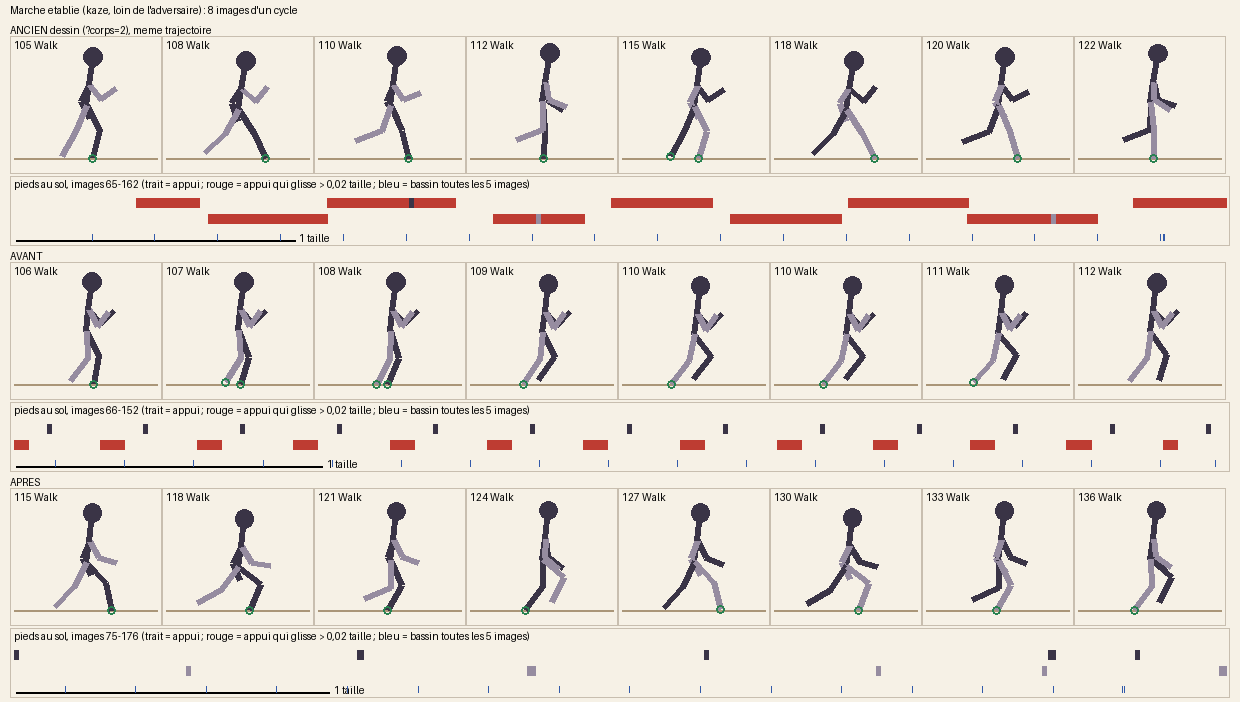 Marche etablie (kaze, loin de l'adversaire) : 8 images d'un cycle
ANCIEN dessin (?corps=2), meme trajectoire
105 Walk 108 Walk 110 Walk 112 Walk 115 Walk 118 Walk 120 Walk 122 Walk
pieds au sol, images 65-162 (trait = appui ; rouge = appui qui glisse > 0,02 taille ; bleu = bassin toutes les 5 images)
1 taille
AVANT
106 Walk 107 Walk 108 Walk 109 Walk 110 Walk 110 Walk 111 Walk 112 Walk
pieds au sol, images 66-152 (trait = appui ; rouge = appui qui glisse > 0,02 taille ; bleu = bassin toutes les 5 images)
1 taille
APRES
115 Walk 118 Walk 121 Walk 124 Walk 127 Walk 130 Walk 133 Walk 136 Walk
pieds au sol, images 75-176 (trait = appui ; rouge = appui qui glisse > 0,02 taille ; bleu = bassin toutes les 5 images)
1 taille